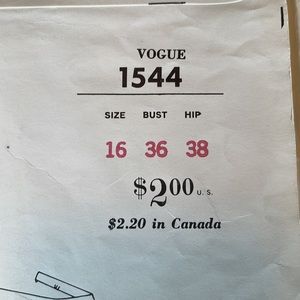 VOGUE
1544
SIZE BUST HIP
16 36 38
$2.00 U.S.
$2.20 in Canada